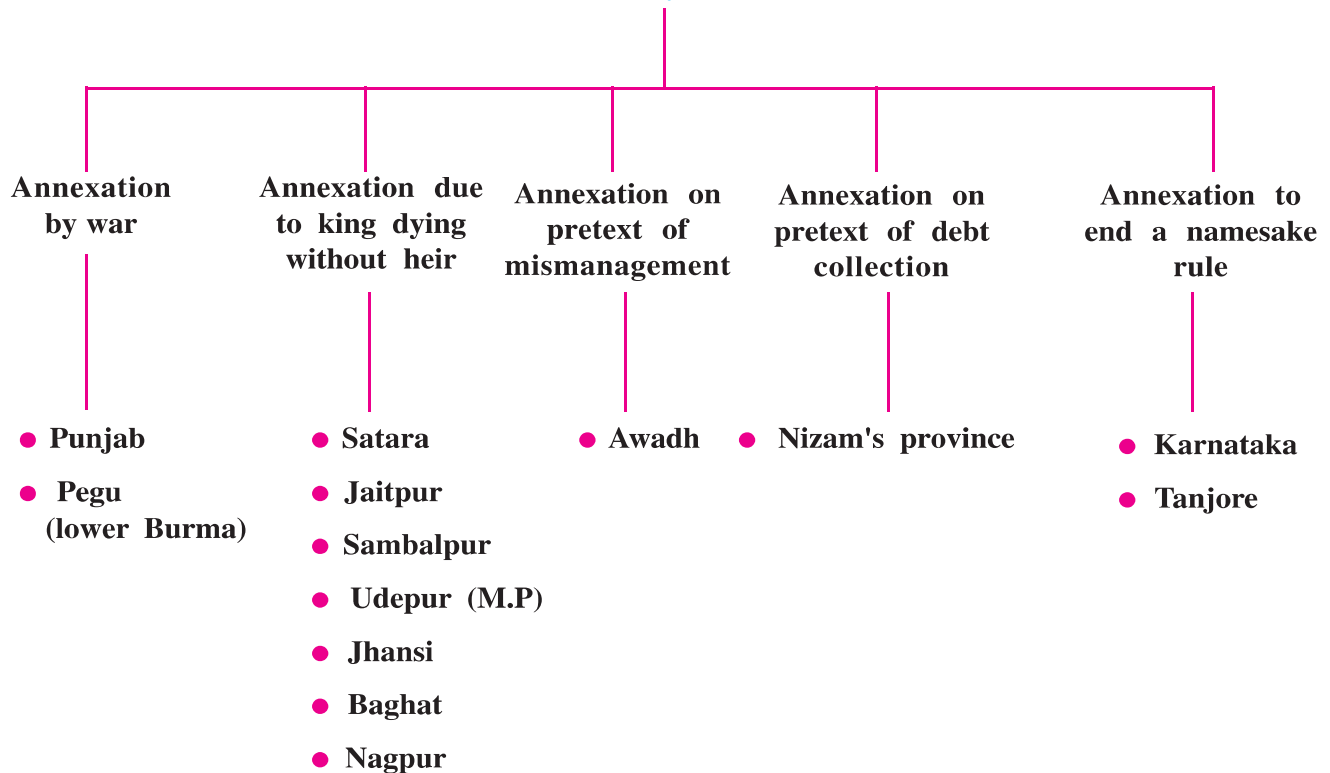 Annexation
by war
Annexation due
to king dying
without heir
Annexation on
pretext of
mismanagement
Annexation on
pretext of debt
collection
Annexation to
end a namesake
rule
Punjab
Pegu
(lower Burma)
Satara
Jaitpur
Sambalpur
Udepur (M.P)
Jhansi
Baghat
Nagpur
Awadh
Nizam's province
Karnataka
Tanjore